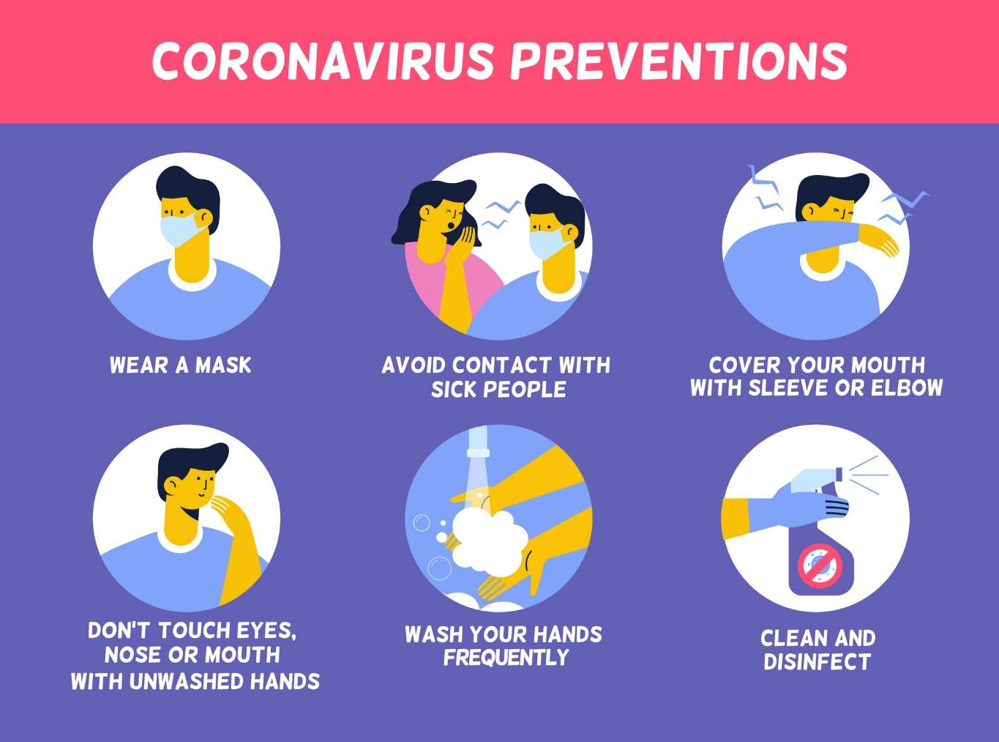 CORONAVIRUS PREVENTIONS
WEAR A MASK
AVOID CONTACT WITH
SICK PEOPLE
COVER YOUR MOUTH
WITH SLEEVE OR ELBOW
DON'T TOUCH EYES,
NOSE OR MOUTH
WITH UNWASHED HANDS
WASH YOUR HANDS
FREQUENTLY
CLEAN AND
DISINFECT